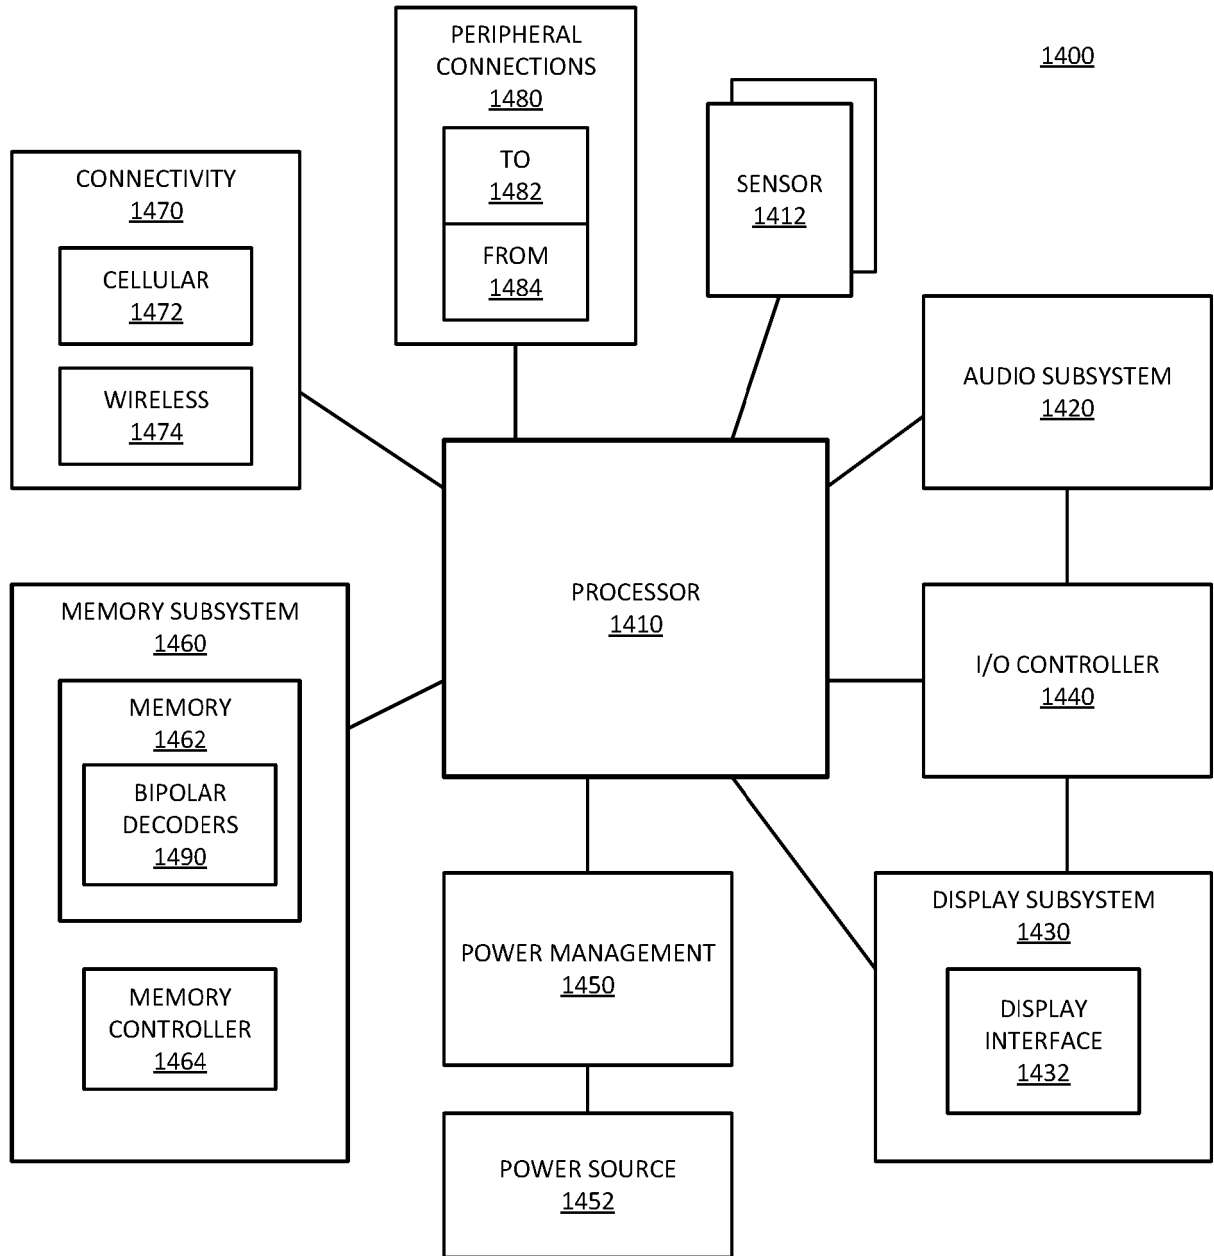 PERIPHERAL
CONNECTIONS
1480
TO
1482
FROM
1484
1400
SENSOR
1412
CONNECTIVITY
1470
CELLULAR
1472
WIRELESS
1474
AUDIO SUBSYSTEM
1420
PROCESSOR
1410
MEMORY SUBSYSTEM
1460
MEMORY
1462
BIPOLAR
DECODERS
1490
MEMORY
CONTROLLER
1464
I/O CONTROLLER
1440
POWER MANAGEMENT
1450
POWER SOURCE
1452
DISPLAY SUBSYSTEM
1430
DISPLAY
INTERFACE
1432